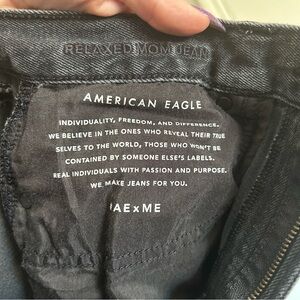 RELAXED MOM JEAN
AMERICAN EAGLE
INDIVIDUALITY, FREEDOM, AND DIFFERENCE.
WE BELIEVE IN THE ONES WHO REVEAL THEIR TRUE
SELVES TO THE WORLD, THOSE WHO WON'T BE
CONTAINED BY SOMEONE ELSE'S LABELS.
REAL INDIVIDUALS WITH PASSION AND PURPOSE.
WE MAKE JEANS FOR YOU.
#AExME